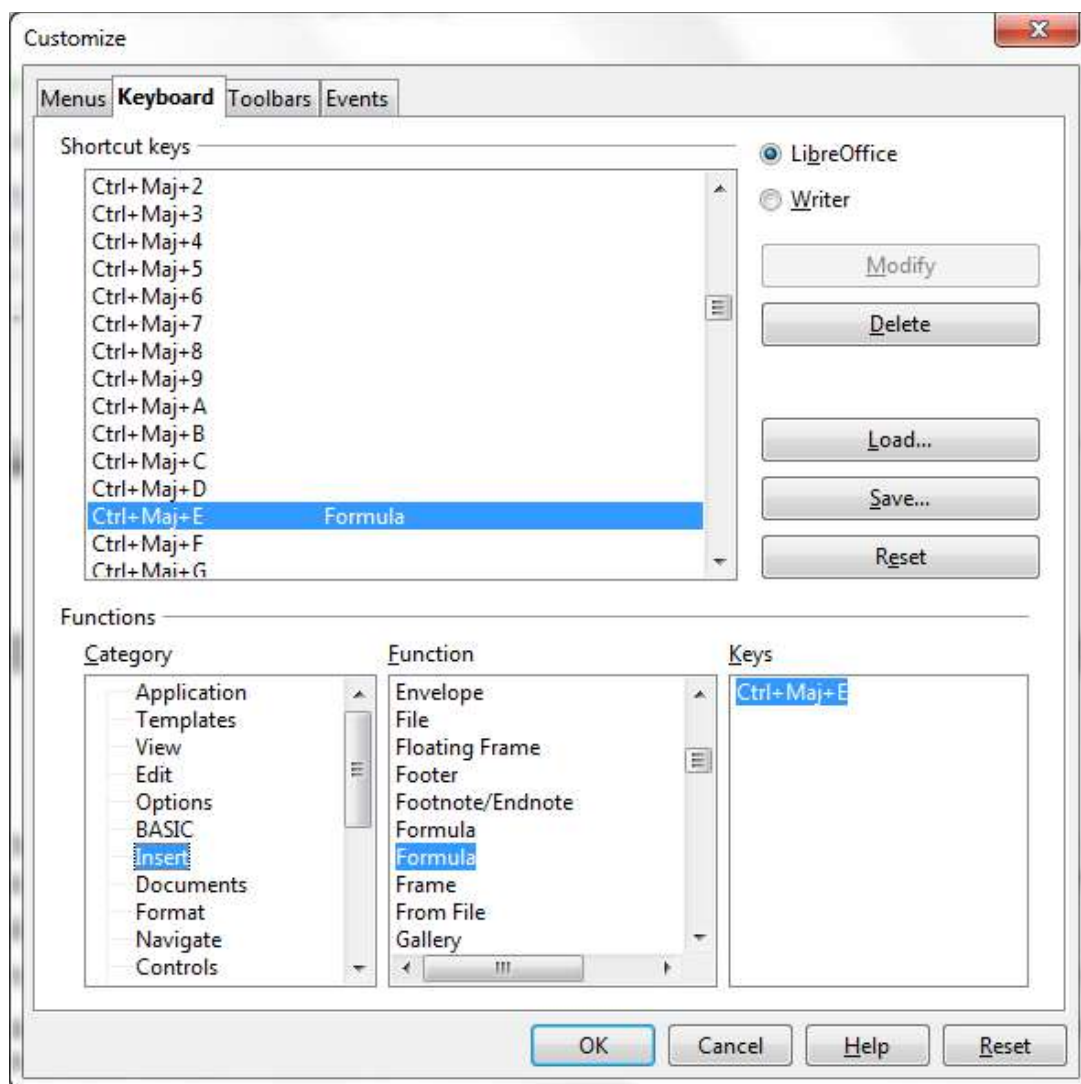 Customize
Menus Keyboard Toolbars Events
Shortcut keys
Ctrl+Maj+2
Ctrl+Maj+3
Ctrl+Maj+4
Ctrl+Maj+5
Ctrl+Maj+6
Ctrl+Maj+7
Ctrl+Maj+8
Ctrl+Maj+9
Ctrl+Maj+A
Ctrl+Maj+B
Ctrl+Maj+C
Ctrl+Maj+D
Ctrl+Maj+E Formula
Ctrl+Maj+F
Ctrl+Maj+G
LibreOffice
Writer
Modify
Delete
Load...
Save...
Reset
Functions
Category
Application
Templates
View
Edit
Options
BASIC
Insert
Documents
Format
Navigate
Controls
Function
Envelope
File
Floating Frame
Footer
Footnote/Endnote
Formula
Formula
Frame
From File
Gallery
Keys
Ctrl+Maj+E
OK Cancel Help Reset